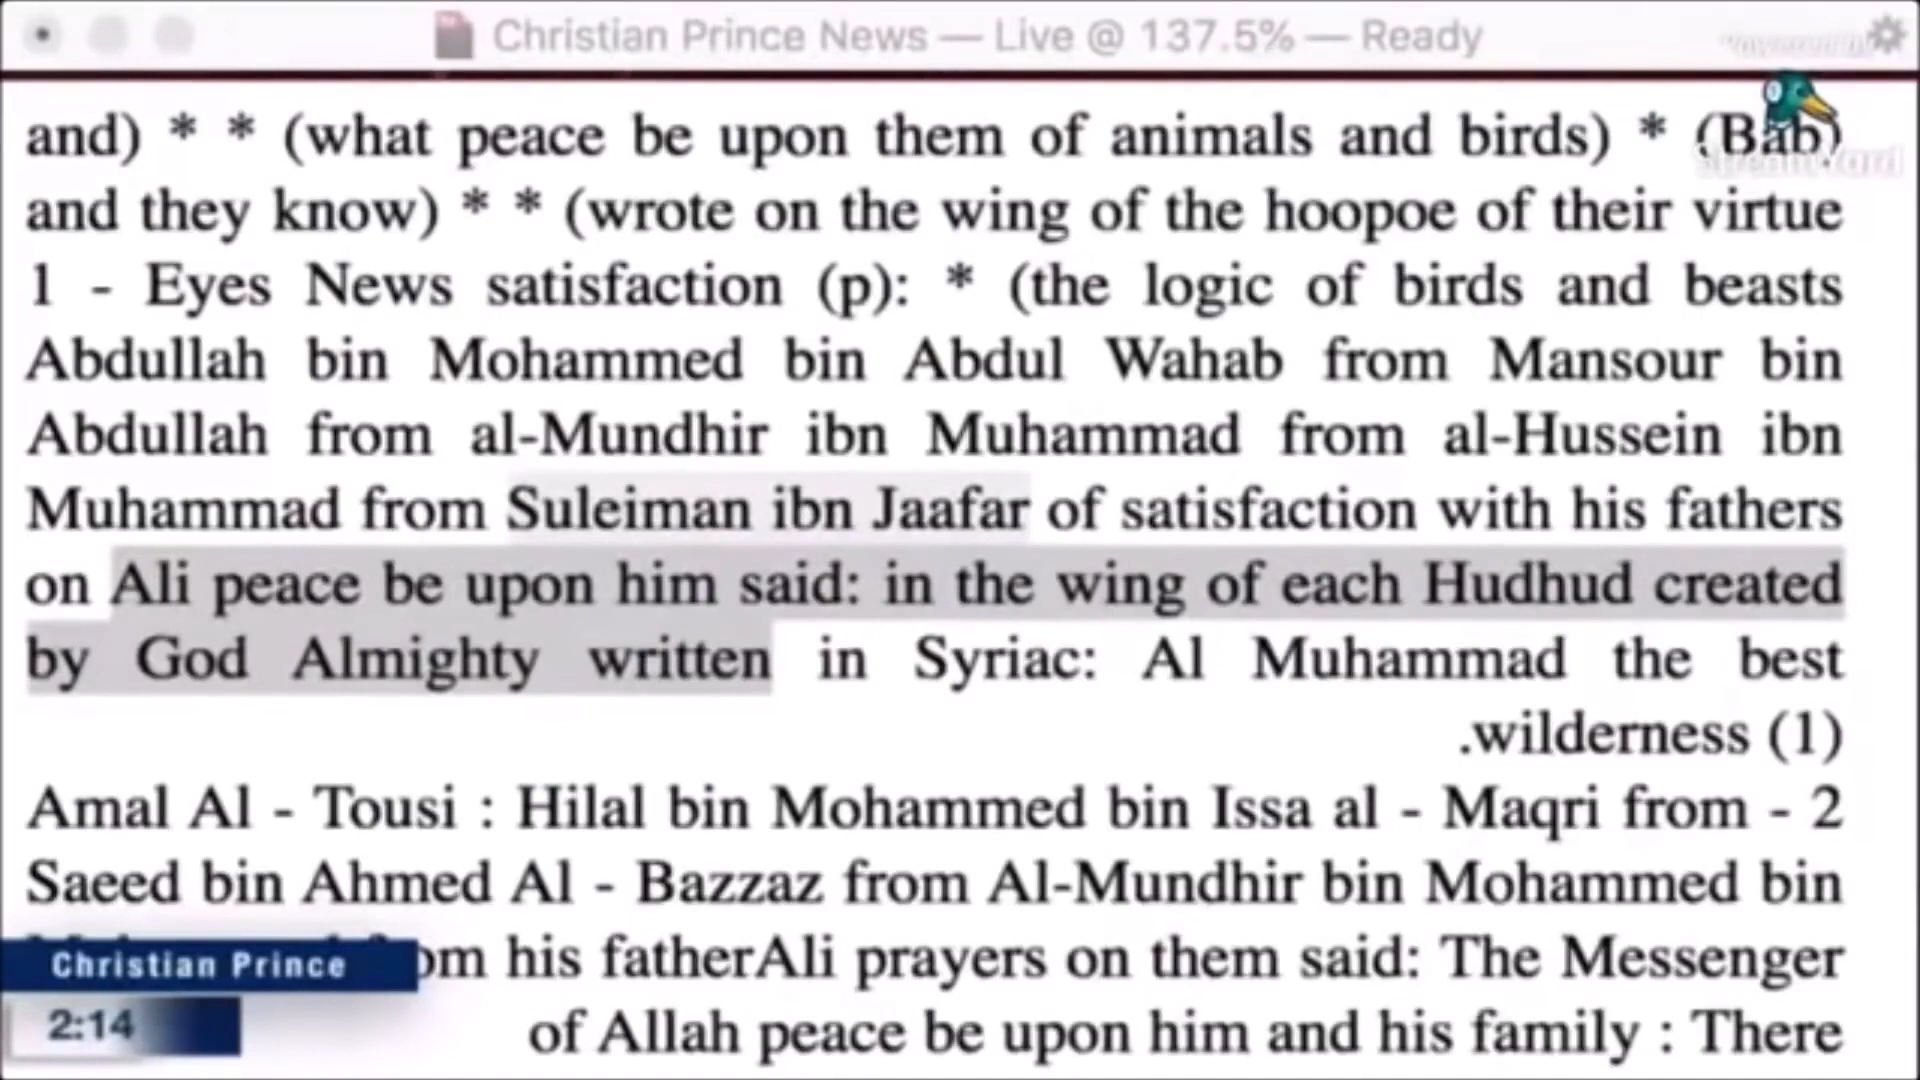 Christian Prince News — Live @ 137.5% — Ready
Powered by
StreamYard
and) * * (what peace be upon them of animals and birds) * (Bab)
and they know) * * (wrote on the wing of the hoopoe of their virtue
1 - Eyes News satisfaction (p): * (the logic of birds and beasts
Abdullah bin Mohammed bin Abdul Wahab from Mansour bin
Abdullah from al-Mundhir ibn Muhammad from al-Hussein ibn
Muhammad from Suleiman ibn Jaafar of satisfaction with his fathers
on Ali peace be upon him said: in the wing of each Hudhud created
by God Almighty written in Syriac: Al Muhammad the best
.wilderness (1)
Amal Al - Tousi : Hilal bin Mohammed bin Issa al - Maqri from - 2
Saeed bin Ahmed Al - Bazzaz from Al-Mundhir bin Mohammed bin
om his fatherAli prayers on them said: The Messenger
of Allah peace be upon him and his family : There
Christian Prince
2:14